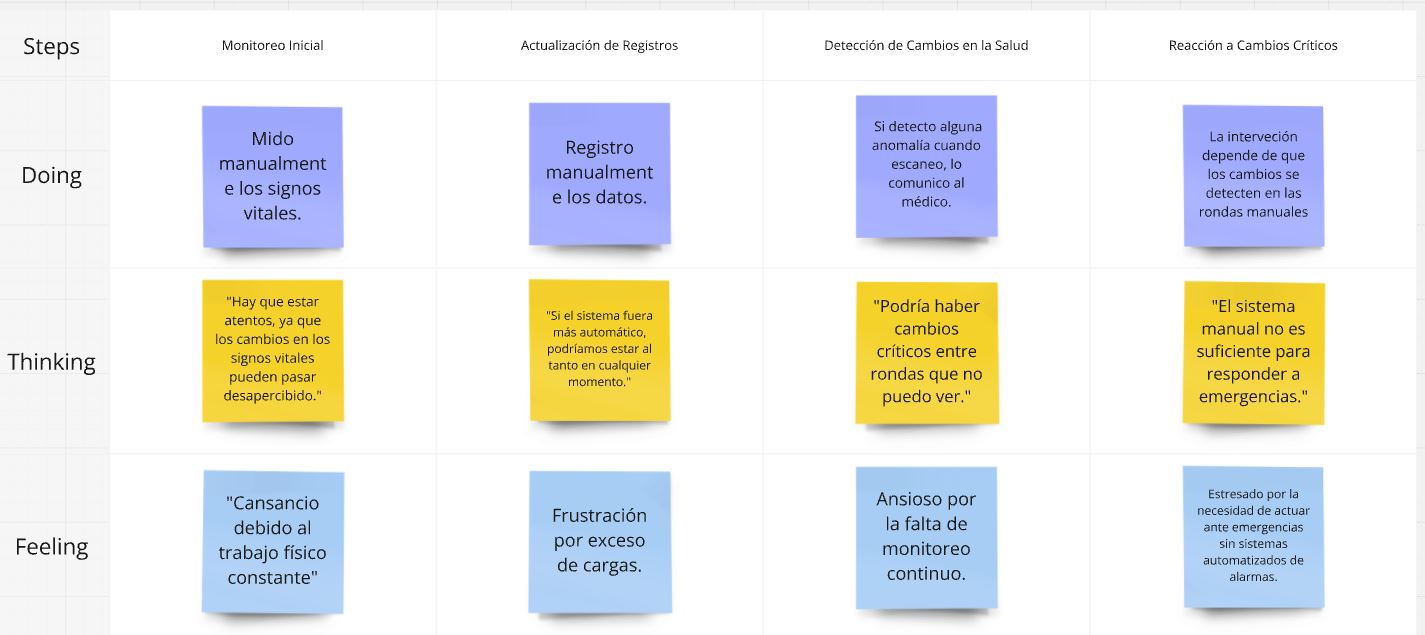 Steps
Monitoreo Inicial
Actualización de Registros
Detección de Cambios en la Salud
Reacción a Cambios Críticos
Doing
Mido
manualment
e los signos
vitales.
Registro
manualment
e los datos.
Si detecto alguna
anomalía cuando
escaneo, lo
comunico al
médico.
La interveción
depende de que
los cambios se
detecten en las
rondas manuales
Thinking
"Hay que estar
atentos, ya que
los cambios en los
signos vitales
pueden pasar
desapercibido."
"Si el sistema fuera
más automático,
podríamos estar al
tanto en cualquier
momento."
"Podría haber
cambios
críticos entre
rondas que no
puedo ver."
"El sistema
manual no es
suficiente para
responder a
emergencias."
Feeling
"Cansancio
debido al
trabajo físico
constante"
Frustración
por exceso
de cargas.
Ansioso por
la falta de
monitoreo
continuo.
Estresado por la
necesidad de actuar
ante emergencias
sin sistemas
automatizados de
alarmas.